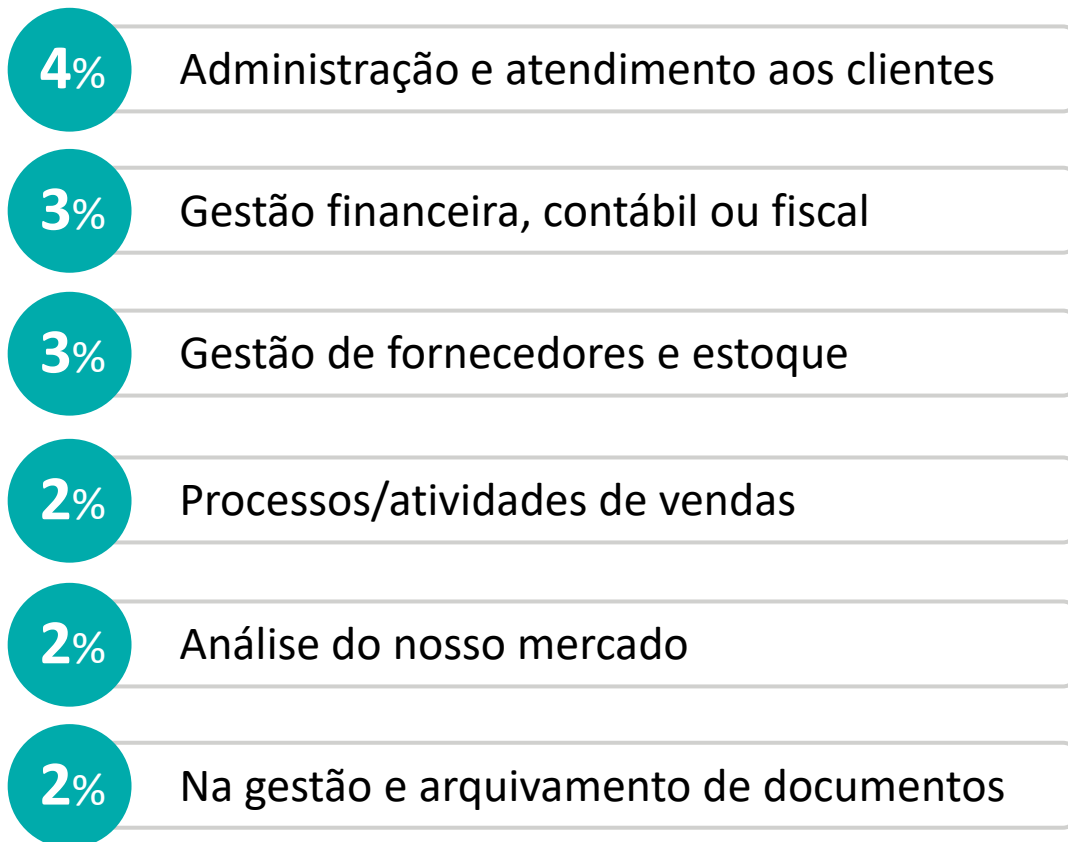 4% Administração e atendimento aos clientes
3% Gestão financeira, contábil ou fiscal
3% Gestão de fornecedores e estoque
2% Processos/atividades de vendas
2% Análise do nosso mercado
2% Na gestão e arquivamento de documentos